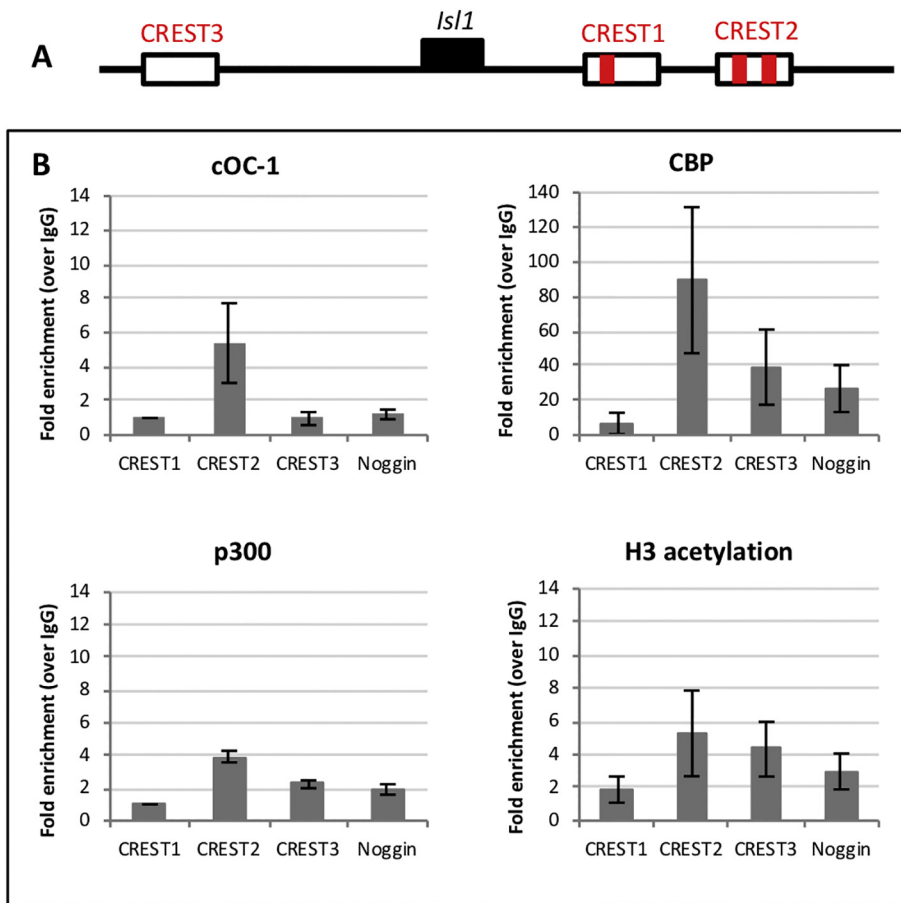 Isl1
CREST3
CREST1
CREST2
A
B
cOC-1
Fold enrichment (over IgG)
14
12
10
8
6
4
2
0
CREST1 CREST2 CREST3 Noggin
CBP
Fold enrichment (over IgG)
140
120
100
80
60
40
20
0
CREST1 CREST2 CREST3 Noggin
p300
Fold enrichment (over IgG)
14
12
10
8
6
4
2
0
CREST1 CREST2 CREST3 Noggin
H3 acetylation
Fold enrichment (over IgG)
14
12
10
8
6
4
2
0
CREST1 CREST2 CREST3 Noggin